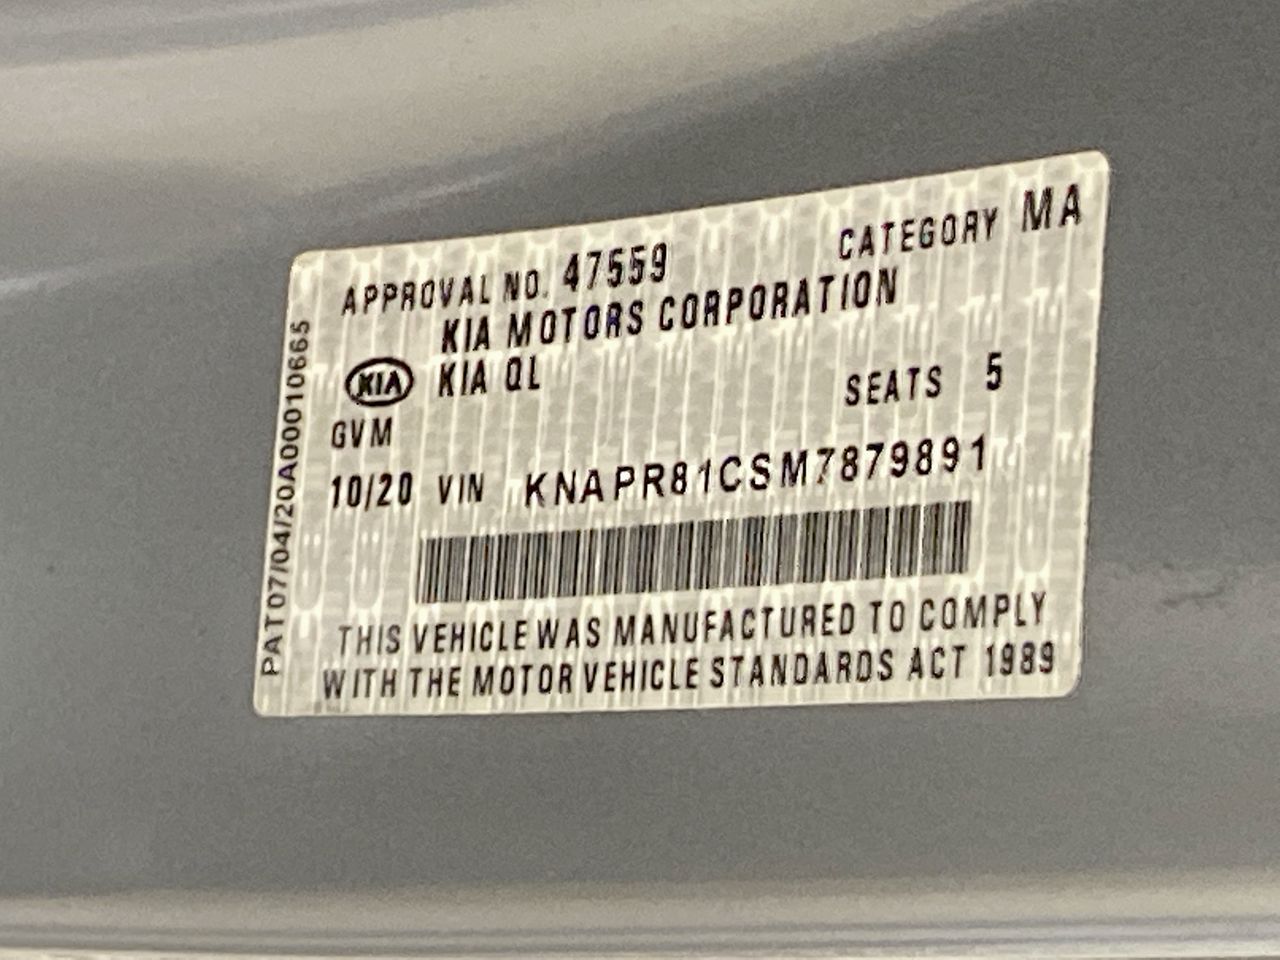 APPROVAL NO. 47559 CATEGORY MA
KIA MOTORS CORPORATION
KIA KIA QL SEATS 5
GVM
10/20 VIN KNAPR81CSM7879891
THIS VEHICLE WAS MANUFACTURED TO COMPLY
WITH THE MOTOR VEHICLE STANDARDS ACT 1989
PAT07/04/20A00010665